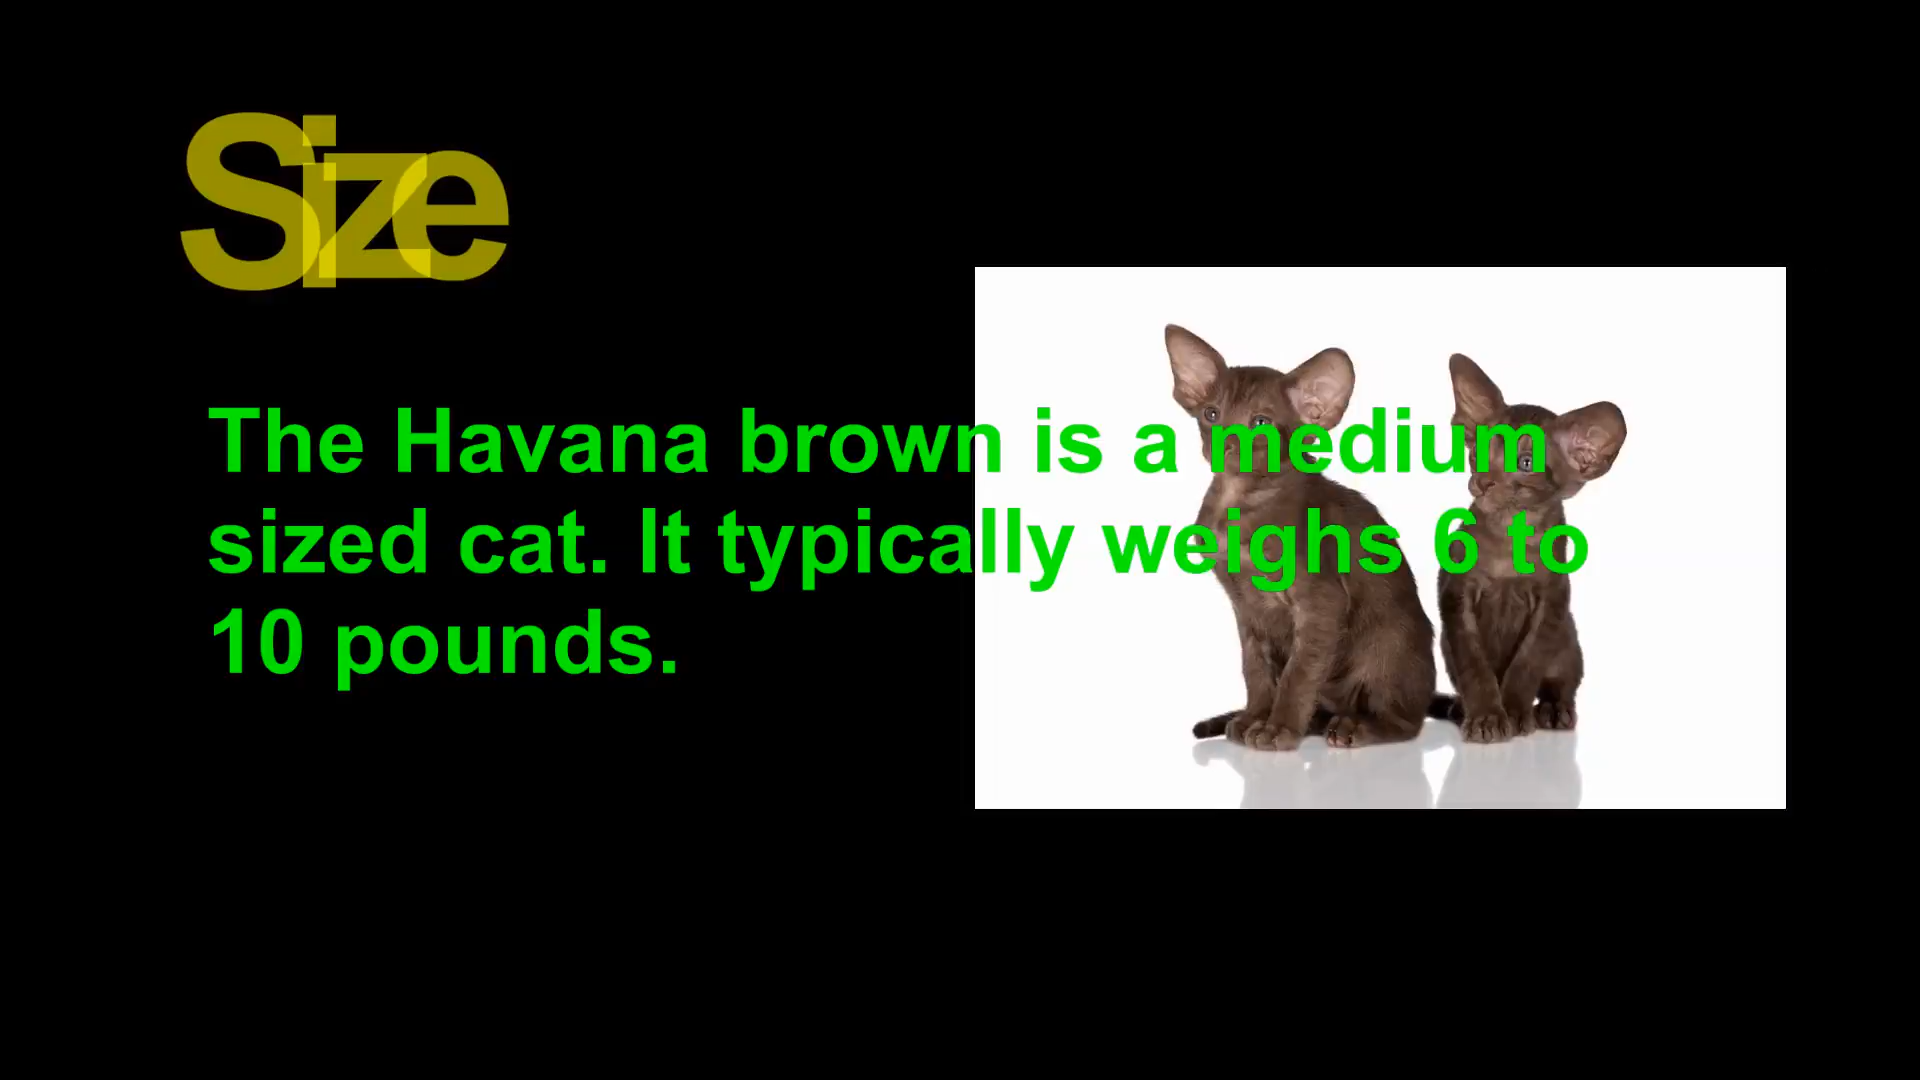 Size
The Havana brown is a medium
sized cat. It typically weighs 6 to
10 pounds.